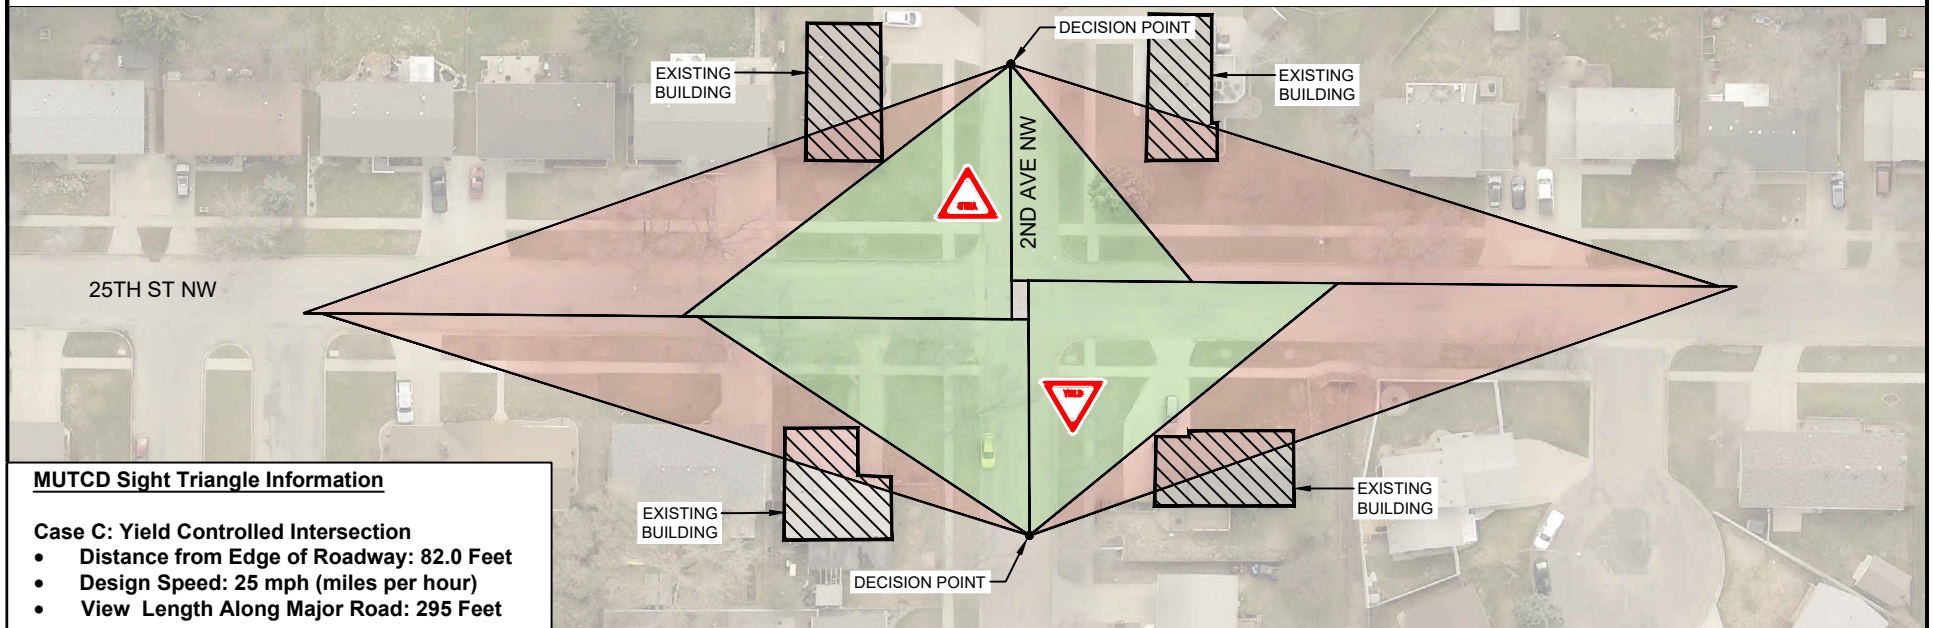 DECISION POINT
EXISTING
BUILDING
EXISTING
BUILDING
2ND AVE NW
YIELD
25TH ST NW
YIELD
MUTCD Sight Triangle Information
Case C: Yield Controlled Intersection
• Distance from Edge of Roadway: 82.0 Feet
• Design Speed: 25 mph (miles per hour)
• View Length Along Major Road: 295 Feet
EXISTING
BUILDING
EXISTING
BUILDING
DECISION POINT